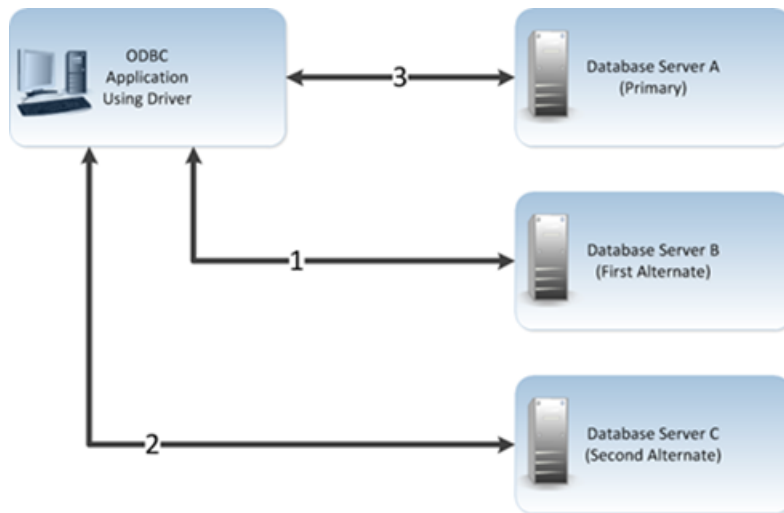 ODBC
Application
Using Driver
3
Database Server A
(Primary)
1
Database Server B
(First Alternate)
2
Database Server C
(Second Alternate)